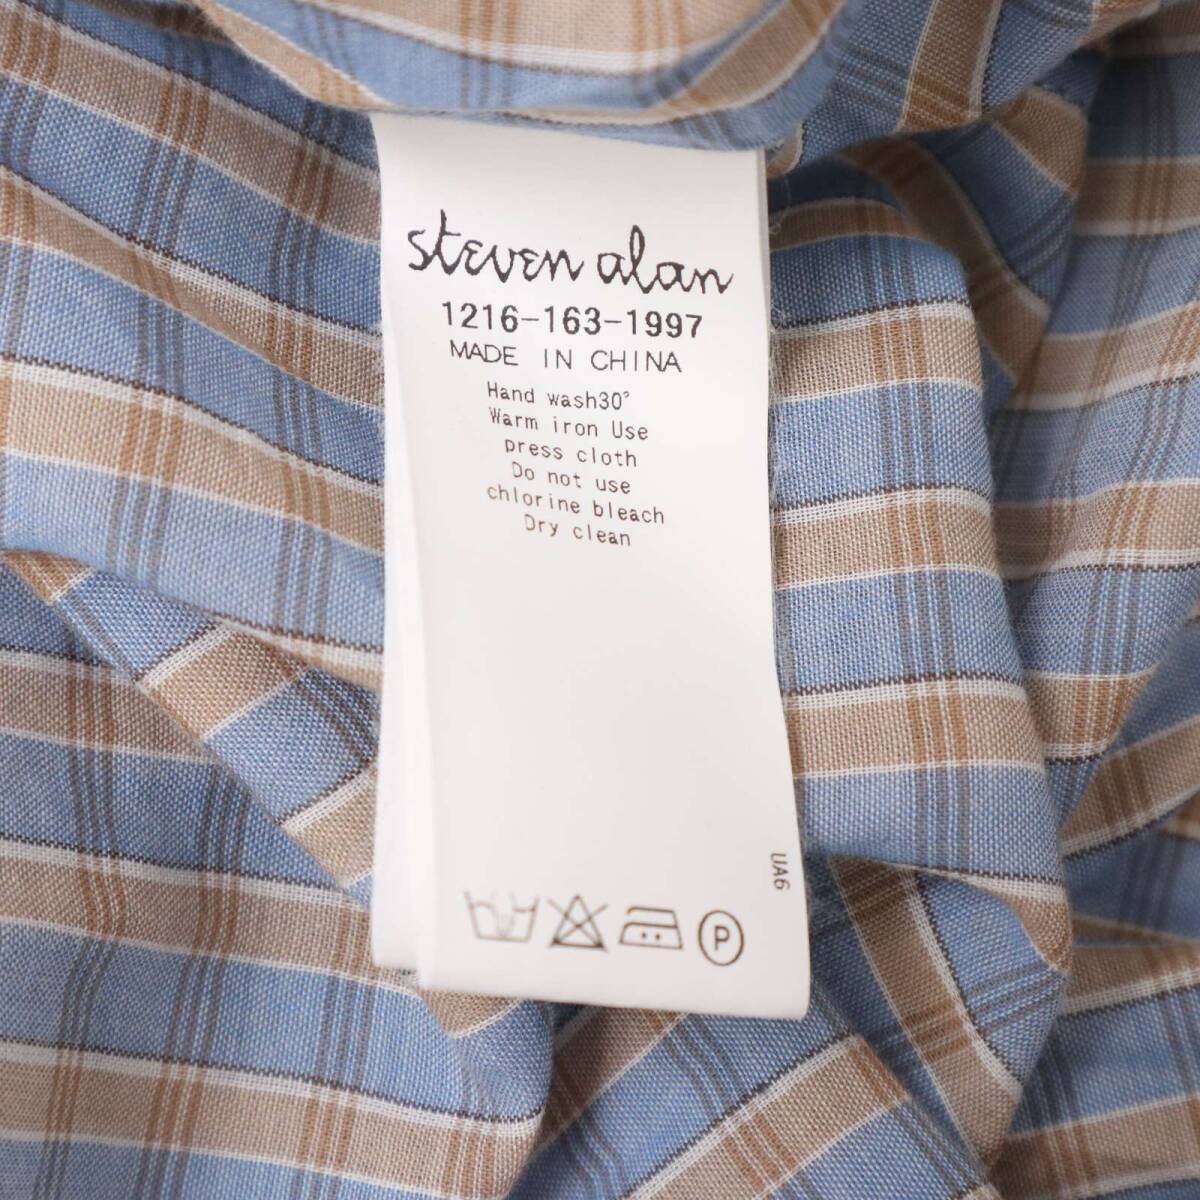 steven alan
1216-163-1997
MADE IN CHINA
Hand wash30°
Warm iron Use
press cloth
Do not use
chlorine bleach
Dry clean
UA6
P